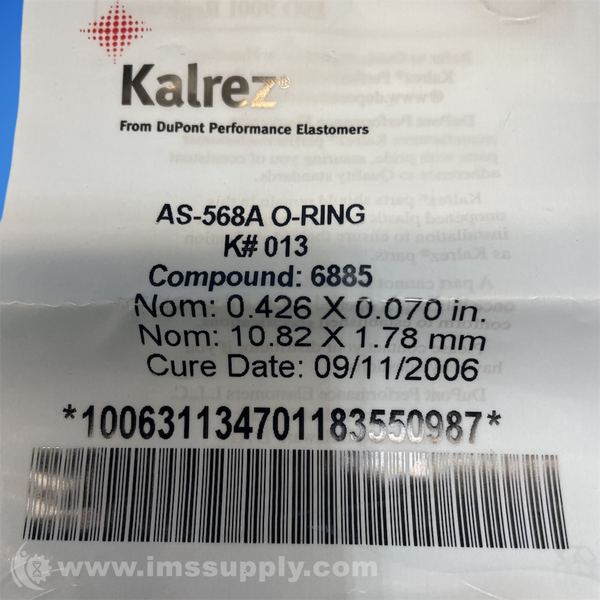 Kalrez®
From DuPont Performance Elastomers
AS-568A O-RING
K# 013
Compound: 6885
Nom: 0.426 X 0.070 in.
Nom: 10.82 X 1.78 mm
Cure Date: 09/11/2006
*100631134701183550987*
© www.imssupply.com